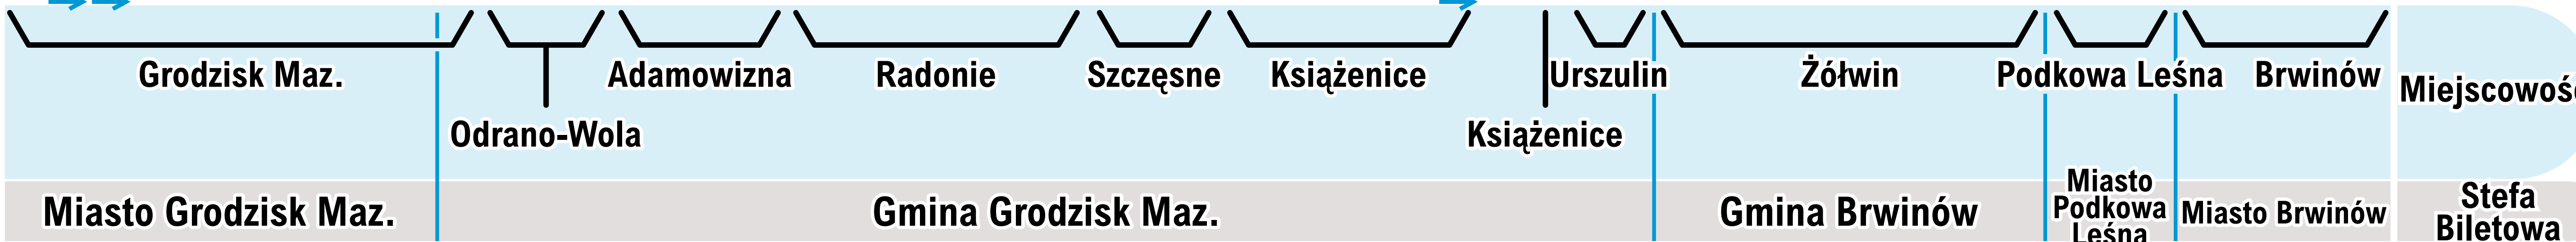 Grodzisk Maz.
Adamowizna
Radonie
Szczęsne
Książenice
Urszulin
Żółwin
Podkowa Leśna
Brwinów
Miejscowoś
Odrano-Wola
Książenice
Miasto Grodzisk Maz.
Gmina Grodzisk Maz.
Gmina Brwinów
Miasto
Podkowa
Leśna
Miasto Brwinów
Stefa
Biletowa